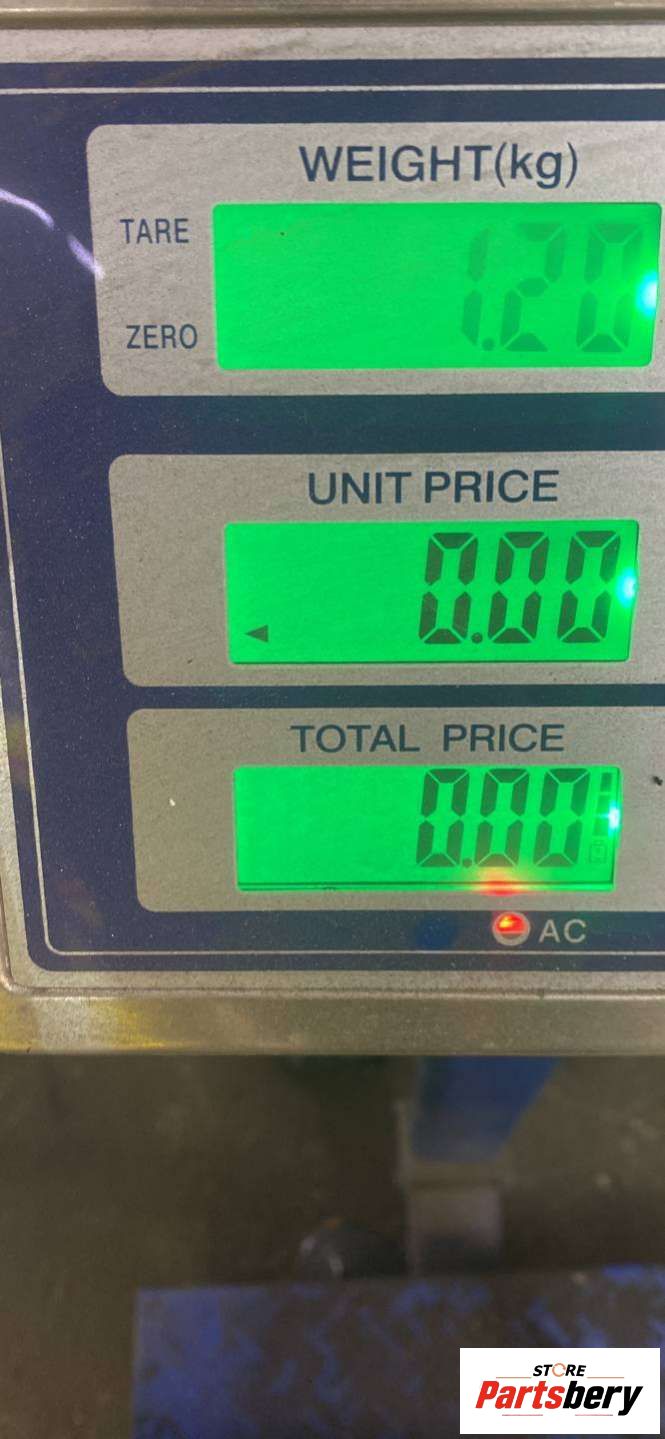 WEIGHT(kg)
TARE
1.20
ZERO
UNIT PRICE
0.00
TOTAL PRICE
0.00
AC
STORE
Partsbery